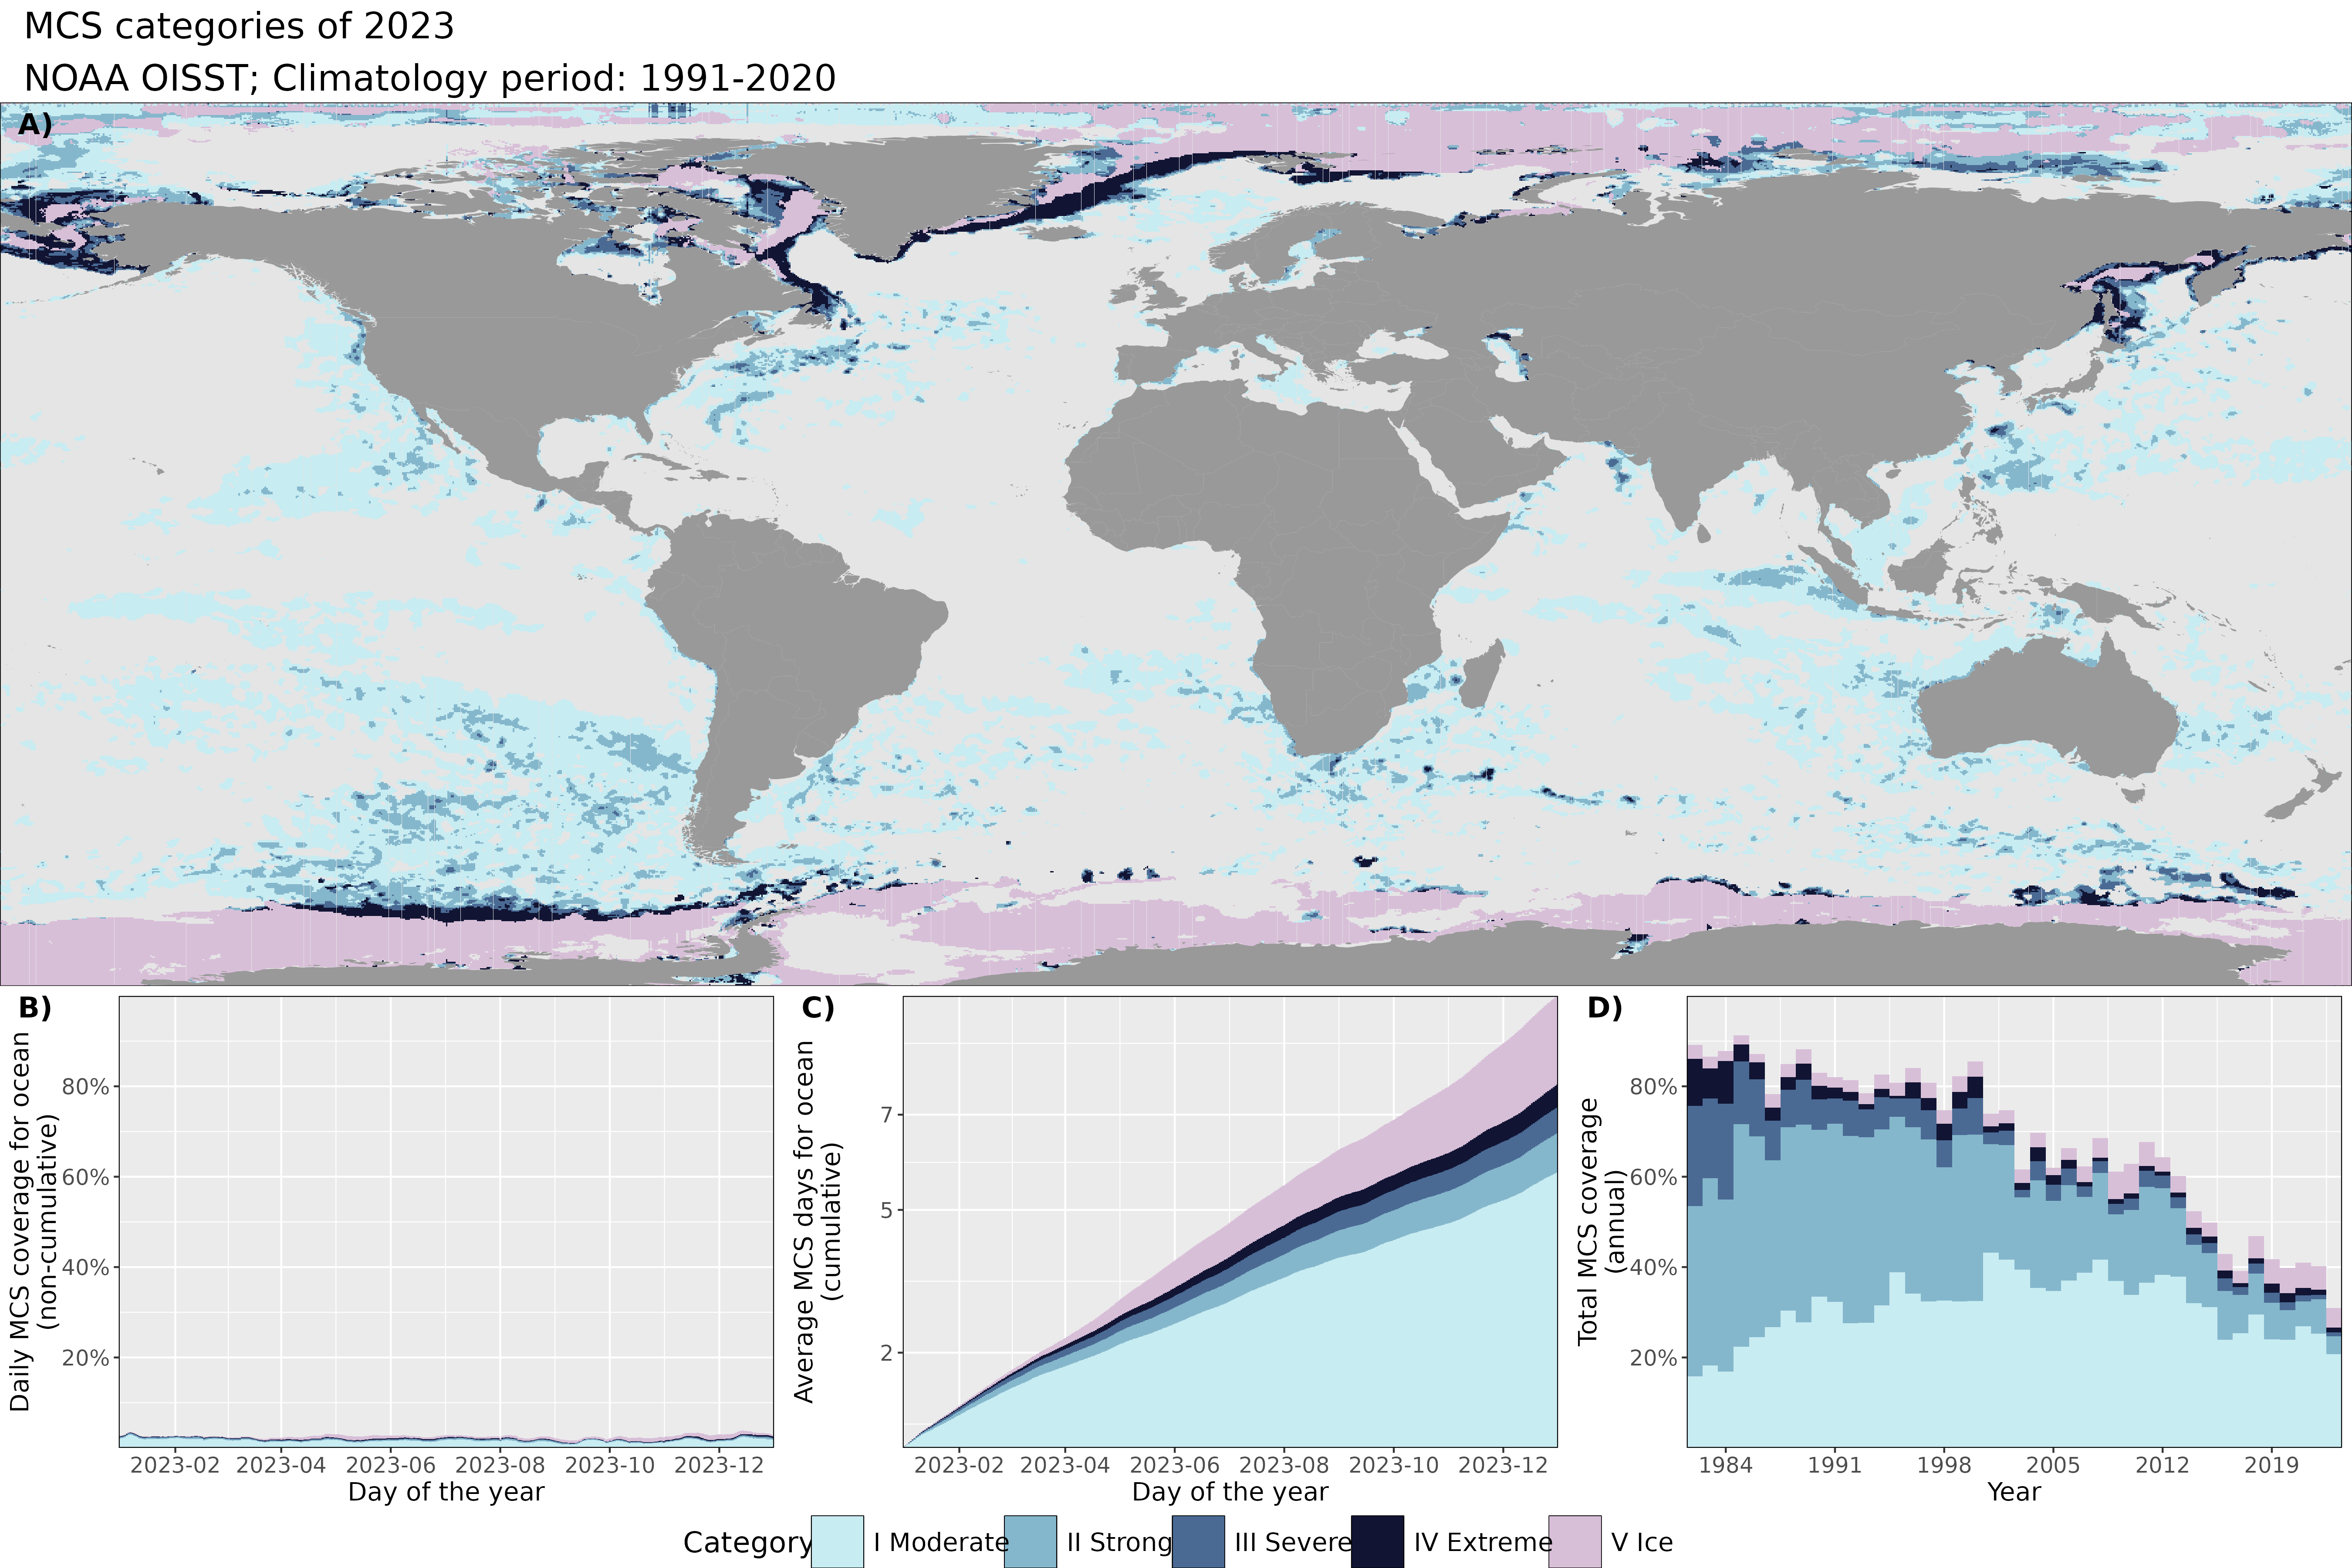 MCS categories of 2023
NOAA OISST; Climatology period: 1991-2020
A)
B)
Daily MCS coverage for ocean
(non-cumulative)
80%
60%
40%
20%
2023-02 2023-04 2023-06 2023-08 2023-10 2023-12
Day of the year
C)
Average MCS days for ocean
(cumulative)
7
5
2
2023-02 2023-04 2023-06 2023-08 2023-10 2023-12
Day of the year
D)
Total MCS coverage
(annual)
80%
60%
40%
20%
1984 1991 1998 2005 2012 2019
Year
Category I Moderate II Strong III Severe IV Extreme V Ice